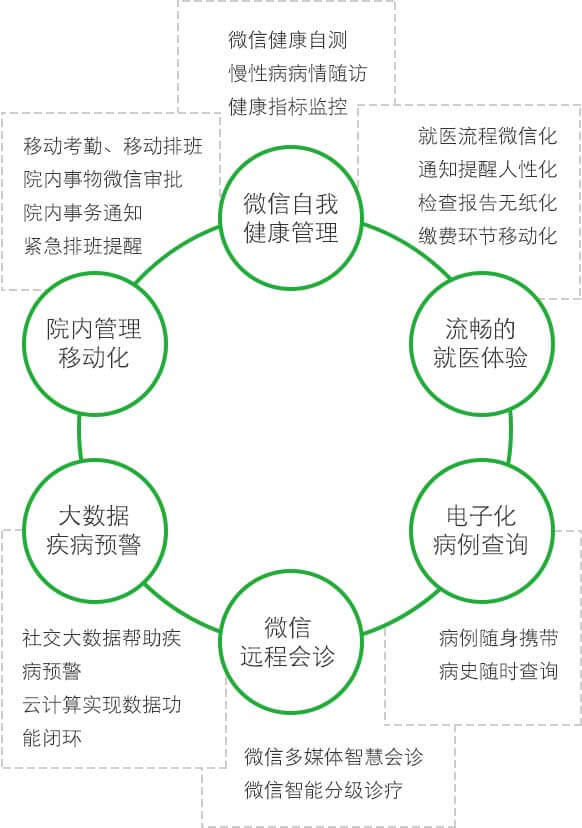 微信健康自测
慢性病病情随访
健康指标监控
微信自我
健康管理
就医流程微信化
通知提醒人性化
检查报告无纸化
缴费环节移动化
流畅的
就医体验
电子化
病例查询
病例随身携带
病史随时查询
微信
远程会诊
微信多媒体智慧会诊
微信智能分级诊疗
大数据
疾病预警
社交大数据帮助疾
病预警
云计算实现数据功
能闭环
移动考勤、移动排班
院内事物微信审批
院内事务通知
紧急排班提醒
院内管理
移动化